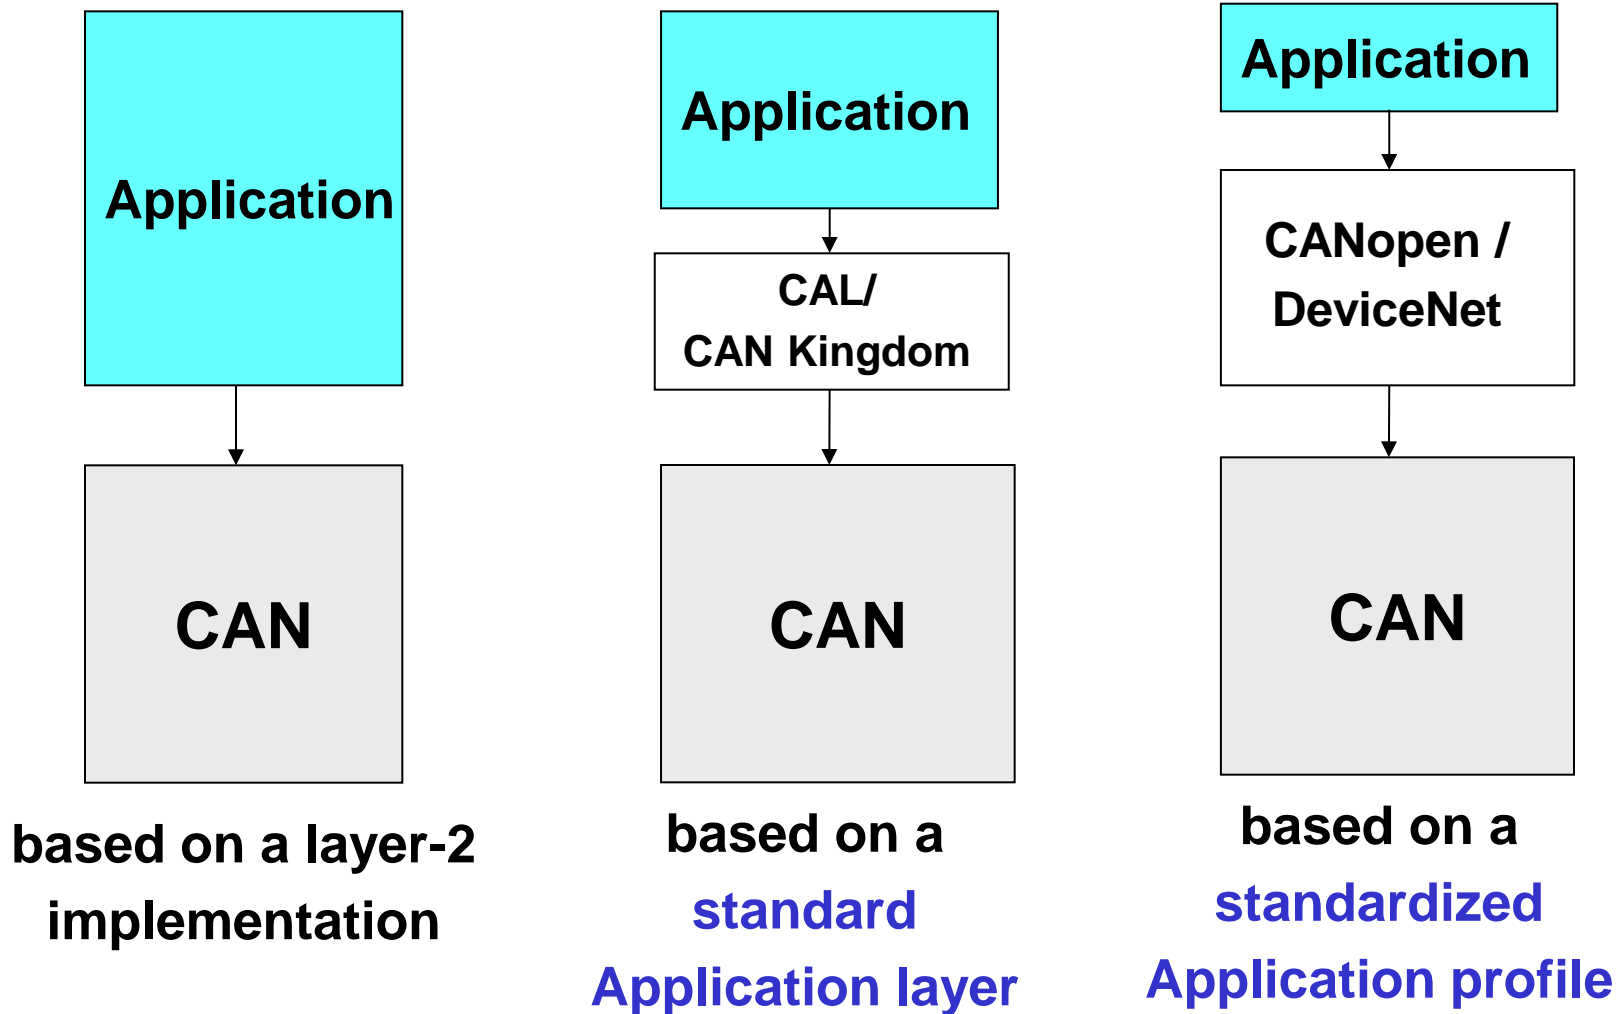 Application
CAN
based on a layer-2
implementation
Application
CAL/
CAN Kingdom
CAN
based on a
standard
Application layer
Application
CANopen /
DeviceNet
CAN
based on a
standardized
Application profile